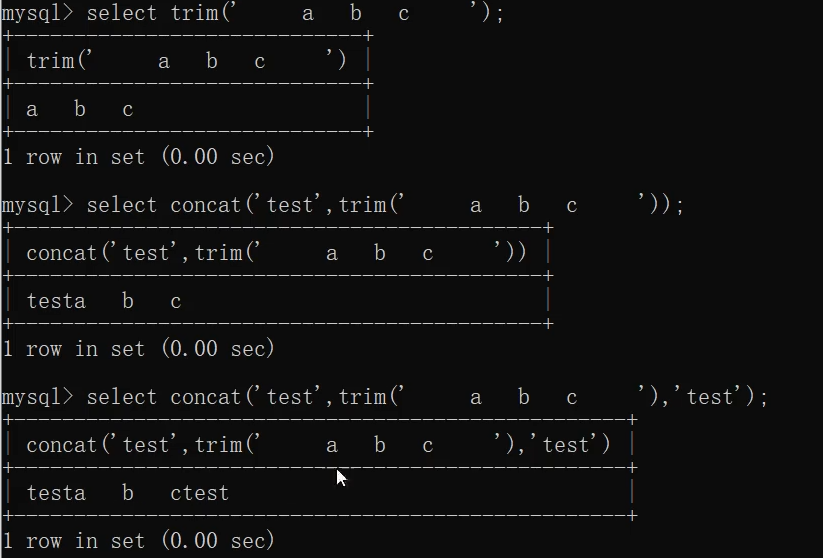 mysql> select trim('     a   b   c     ');
+-----------------------------+
| trim('     a   b   c     ') |
+-----------------------------+
| a   b   c                   |
+-----------------------------+
1 row in set (0.00 sec)
mysql> select concat('test',trim('     a   b   c     '));
+--------------------------------------------+
| concat('test',trim('     a   b   c     ')) |
+--------------------------------------------+
| testa   b   c                              |
+--------------------------------------------+
1 row in set (0.00 sec)
mysql> select concat('test',trim('     a   b   c     '),'test');
+---------------------------------------------------+
| concat('test',trim('     a   b   c     '),'test') |
+---------------------------------------------------+
| testa   b   ctest                                 |
+---------------------------------------------------+
1 row in set (0.00 sec)